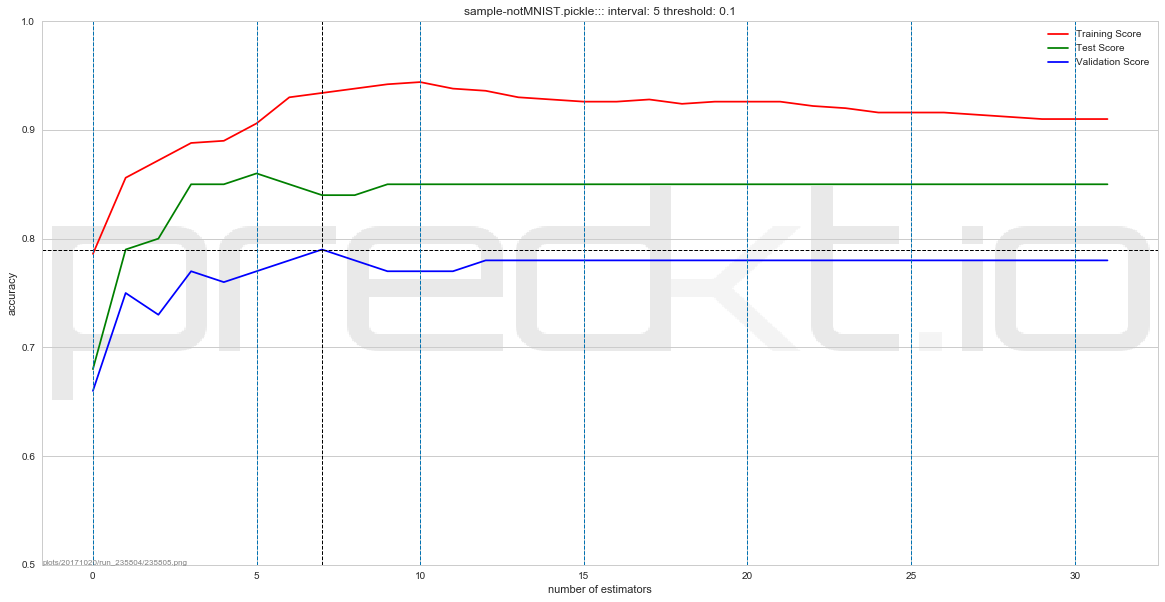 sample-notMNIST.pickle::: interval: 5 threshold: 0.1
1.0
0.9
0.8
0.7
0.6
0.5
accuracy
Training Score
Test Score
Validation Score
predkt.io
plots/20171020/run_235504/235505.png
0 5 10 15 20 25 30
number of estimators